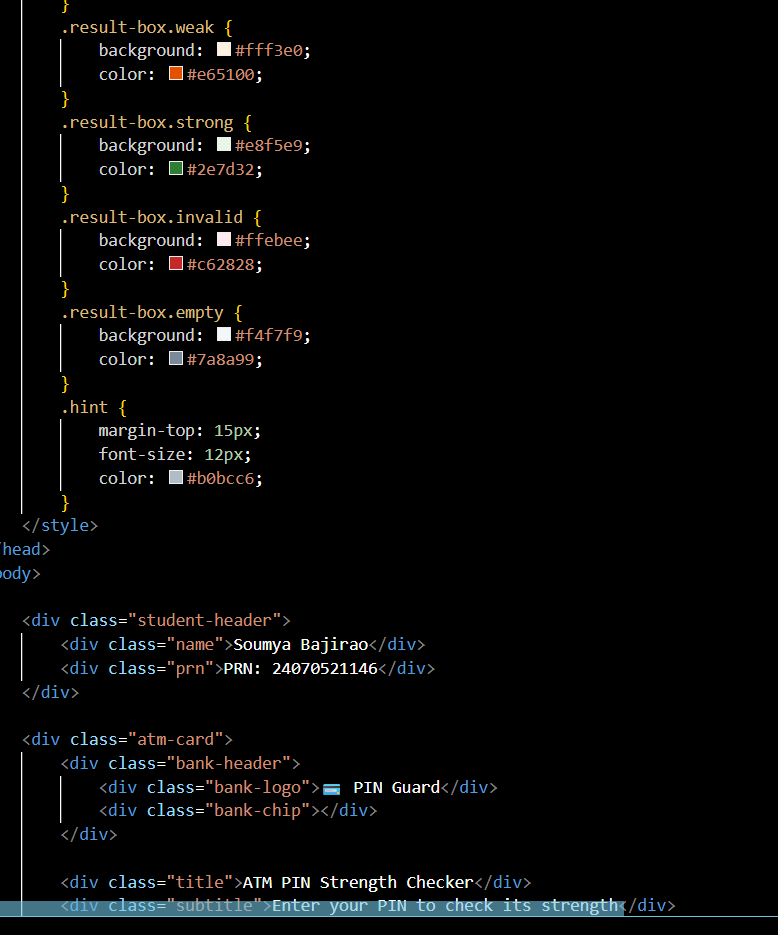 }
.result-box.weak {
background: #fff3e0;
color: #e65100;
}
.result-box.strong {
background: #e8f5e9;
color: #2e7d32;
}
.result-box.invalid {
background: #ffebee;
color: #c62828;
}
.result-box.empty {
background: #f4f7f9;
color: #7a8a99;
}
.hint {
margin-top: 15px;
font-size: 12px;
color: #b0bcc6;
}
</style>
head>
ody>
<div class="student-header">
<div class="name">Soumya Bajirao</div>
<div class="prn">PRN: 24070521146</div>
</div>
<div class="atm-card">
<div class="bank-header">
<div class="bank-logo">💳 PIN Guard</div>
<div class="bank-chip"></div>
</div>
<div class="title">ATM PIN Strength Checker</div>
<div class="subtitle">Enter your PIN to check its strength</div>